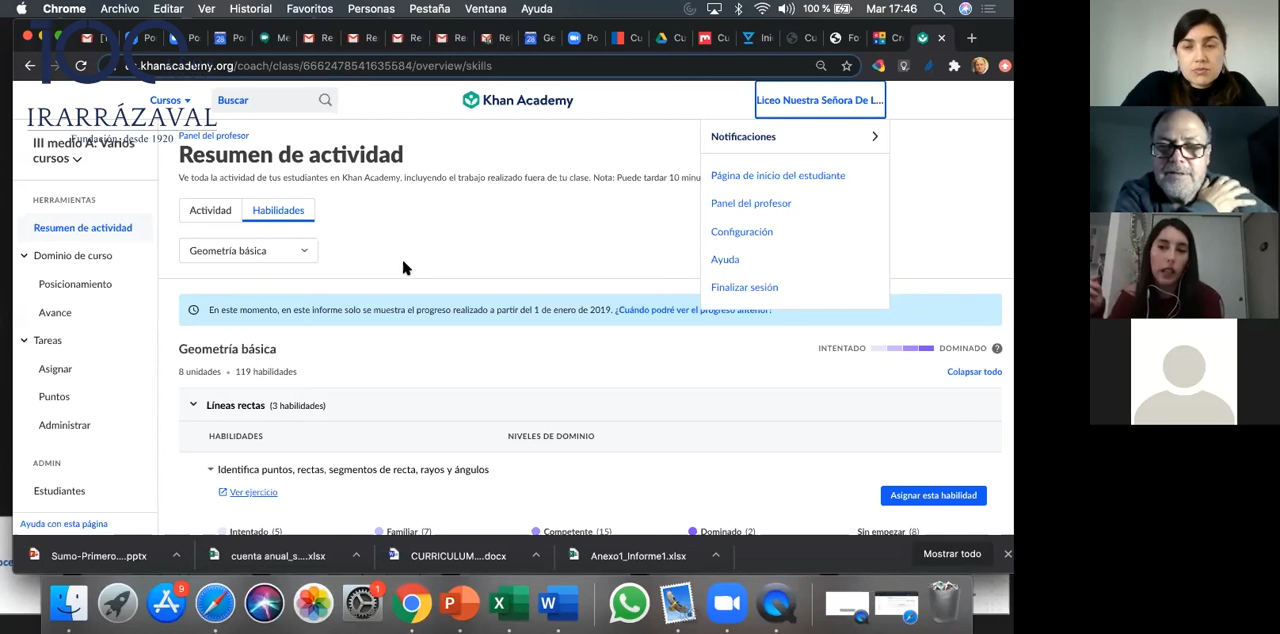 Chrome Archivo Editar Ver Historial Favoritos Personas Pestaña Ventana Ayuda 100 % Mar 17:46
khanacademy.org/coach/class/6662478541635584/overview/skills
IRARRÁZAVAL
Fundación desde 1920
Cursos Buscar Khan Academy Liceo Nuestra Señora De L...
III medio A. Varios cursos
HERRAMIENTAS
Resumen de actividad
Dominio de curso
Posicionamiento
Avance
Tareas
Asignar
Puntos
Administrar
ADMIN
Estudiantes
Ayuda con esta página
Panel del profesor
Resumen de actividad
Ve toda la actividad de tus estudiantes en Khan Academy, incluyendo el trabajo realizado fuera de tu clase. Nota: Puede tardar 10 minu
Actividad Habilidades
Geometría básica
Notificaciones
Página de inicio del estudiante
Panel del profesor
Configuración
Ayuda
Finalizar sesión
En este momento, en este informe solo se muestra el progreso realizado a partir del 1 de enero de 2019. ¿Cuándo podré ver el progreso anterior?
Geometría básica INTENTADO DOMINADO
8 unidades • 119 habilidades Colapsar todo
Líneas rectas (3 habilidades)
HABILIDADES NIVELES DE DOMINIO
Identifica puntos, rectas, segmentos de recta, rayos y ángulos
Ver ejercicio Asignar esta habilidad
Intentado (5) Familiar (7) Competente (15) Dominado (2) Sin empezar (8)
Sumo-Primero....pptx cuenta anual_s....xlsx CURRICULUM....docx Anexo1_Informe1.xlsx Mostrar todo
9 1